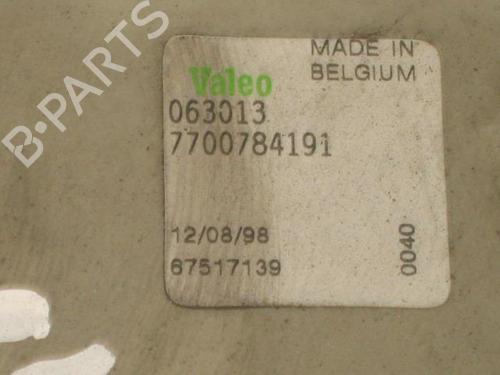 B-PARTS
MADE IN
BELGIUM
Valeo
063013
7700784191
12/08/98
67517139
0040